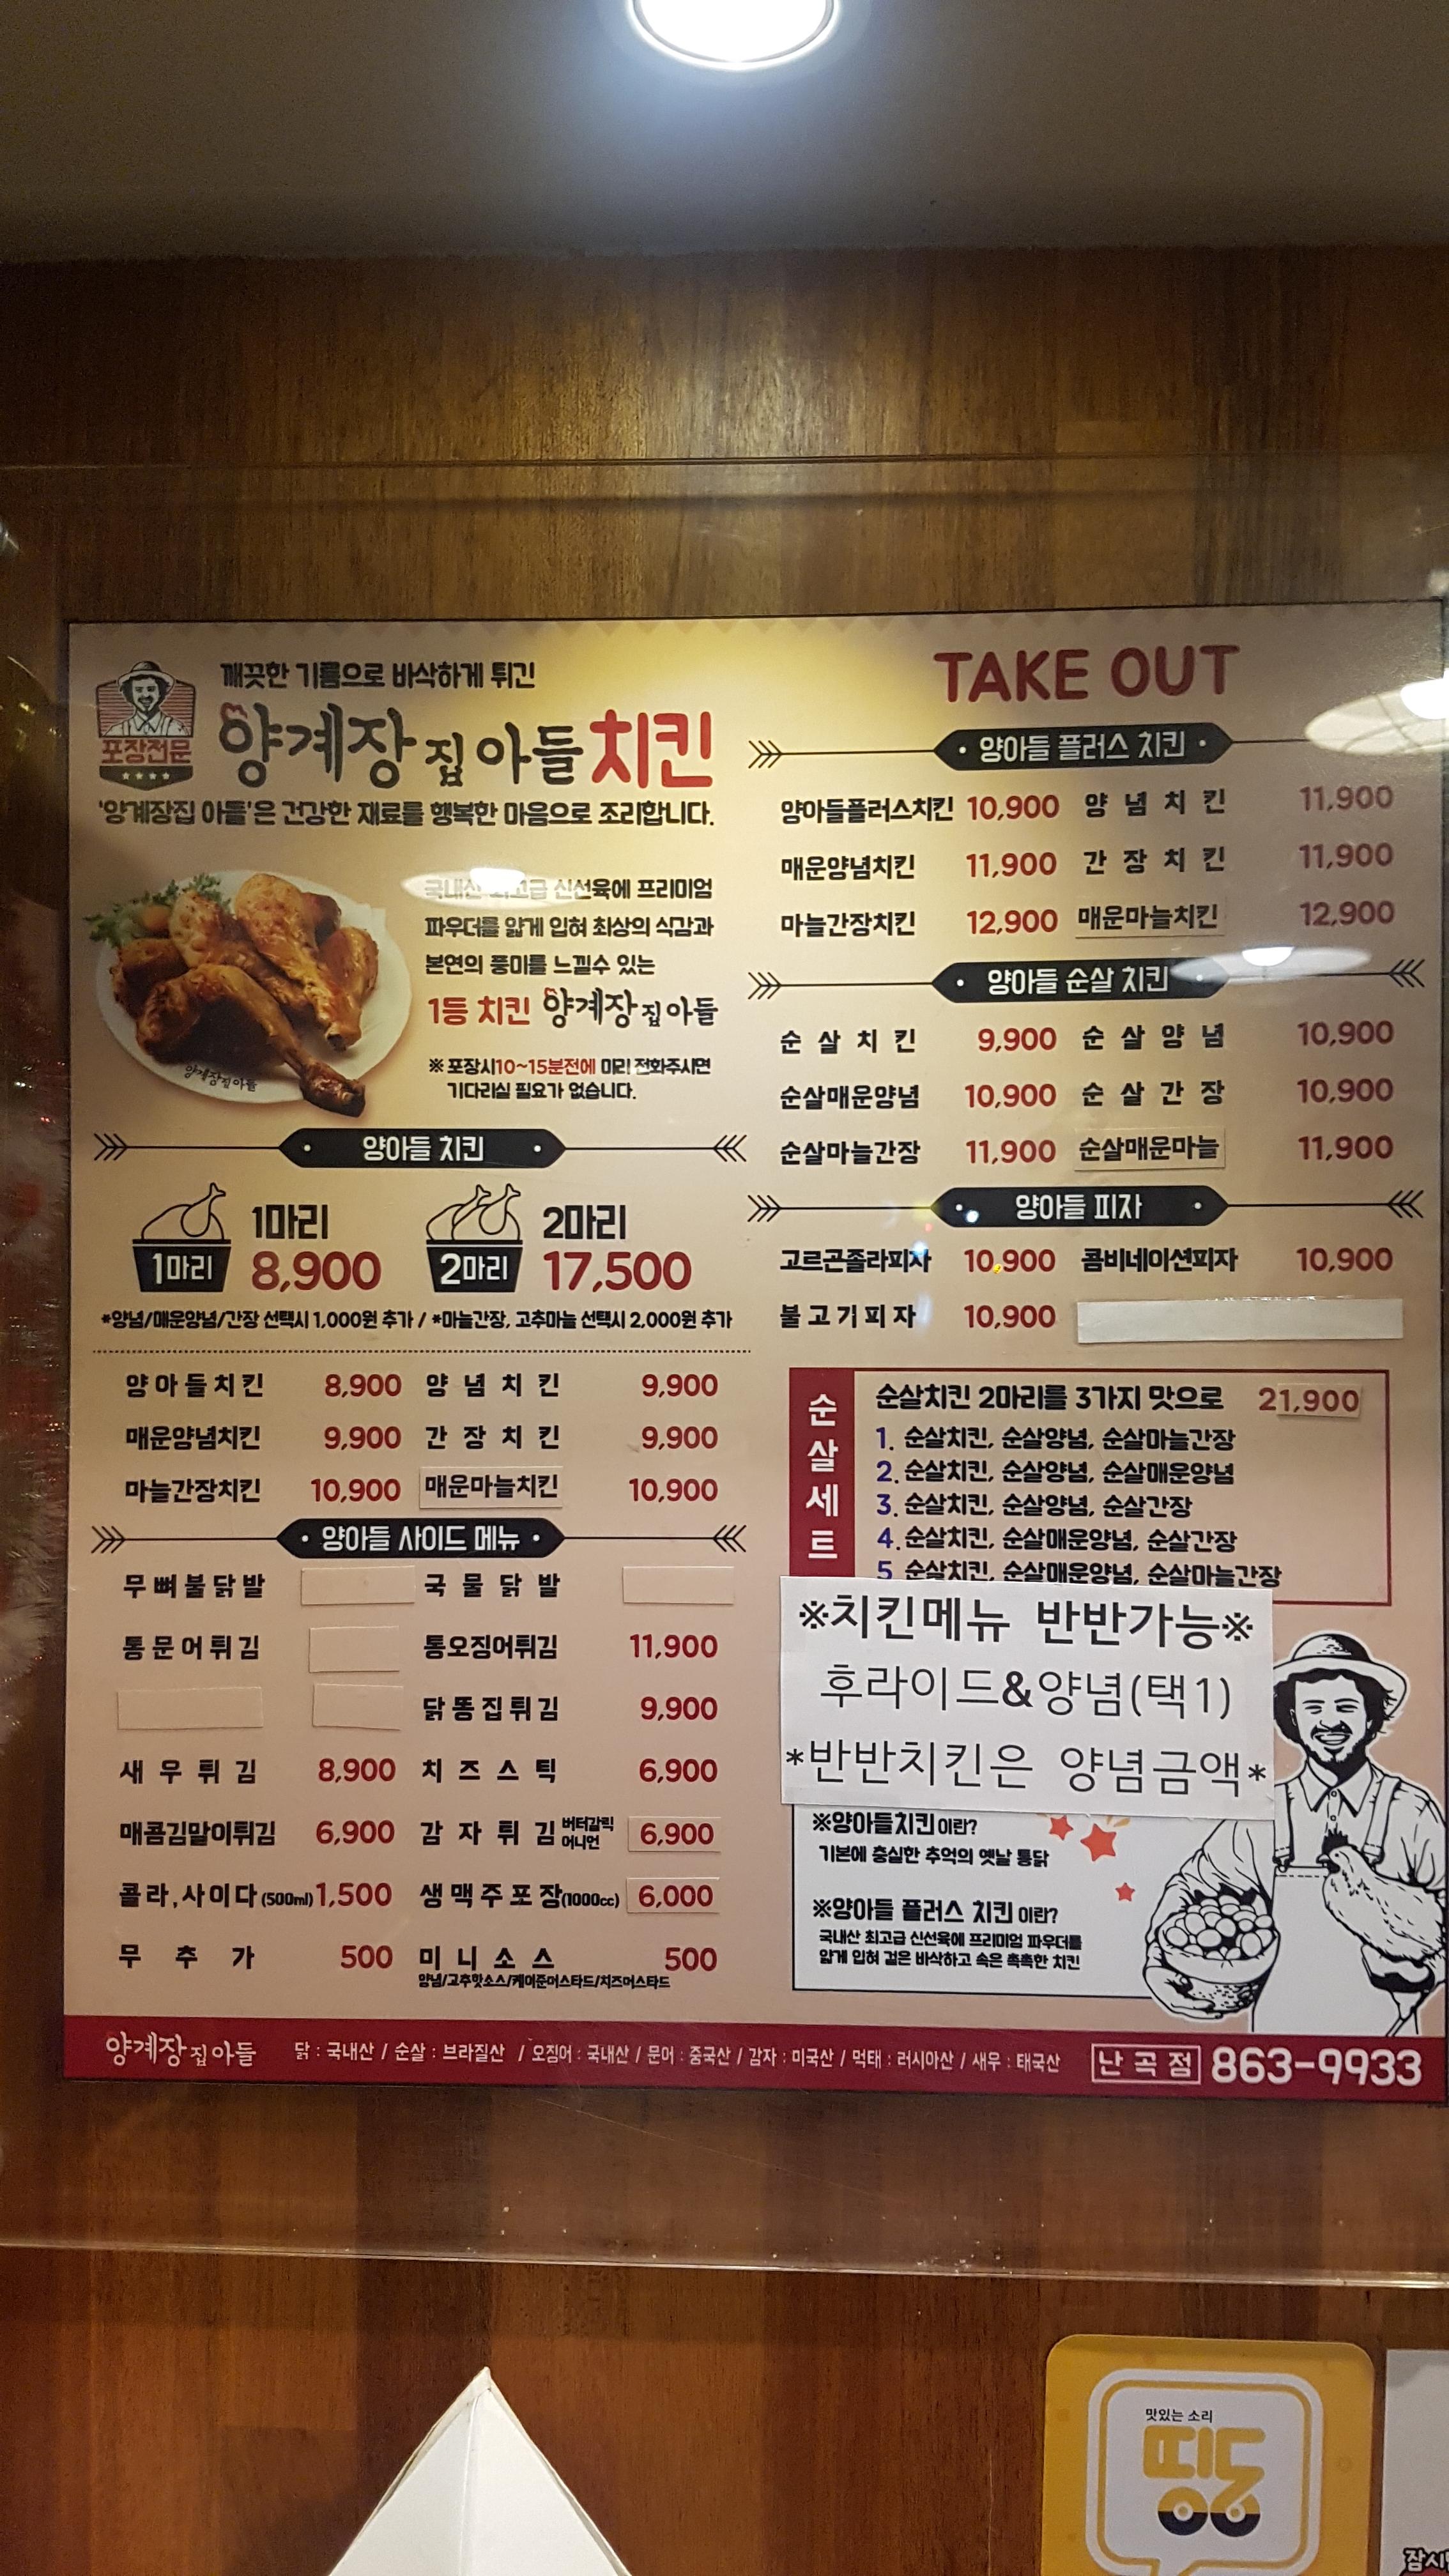 깨끗한 기름으로 바삭하게 튀긴
포장전문
양계장집아들치킨
'양계장집 아들'은 건강한 재료를 행복한 마음으로 조리합니다.
국내산 최고급 신선육에 프리미엄
파우더를 얇게 입혀 최상의 식감과
본연의 풍미를 느낄수 있는
1등 치킨 양계장집아들
양계장집아들
※ 포장시10~15분전에 미리 전화주시면
기다리실 필요가 없습니다.
양아들 치킨
1마리 8,900
1마리
2마리 17,500
2마리
*양념/매운양념/간장 선택시 1,000원 추가 / *마늘간장, 고추마늘 선택시 2,000원 추가
양아들치킨 8,900 양념치킨 9,900
매운양념치킨 9,900 간장치킨 9,900
마늘간장치킨 10,900 매운마늘치킨 10,900
양아들 사이드 메뉴
무뼈불닭발 국물닭발
통문어튀김 통오징어튀김 11,900
닭똥집튀김 9,900
새우튀김 8,900 치즈스틱 6,900
매콤김말이튀김 6,900 감자튀김 버터갈릭 어니언 6,900
콜라,사이다(500ml) 1,500 생맥주포장(1000cc) 6,000
무추가 500 미니소스 500
양념/고추핫소스/케이준머스타드/치즈머스타드
TAKE OUT
양아들 플러스 치킨
양아들플러스치킨 10,900 양념치킨 11,900
매운양념치킨 11,900 간장치킨 11,900
마늘간장치킨 12,900 매운마늘치킨 12,900
양아들 순살 치킨
순살치킨 9,900 순살양념 10,900
순살매운양념 10,900 순살간장 10,900
순살마늘간장 11,900 순살매운마늘 11,900
양아들 피자
고르곤졸라피자 10,900 콤비네이션피자 10,900
불고기피자 10,900
순살세트
순살치킨 2마리를 3가지 맛으로 21,900
1. 순살치킨, 순살양념, 순살마늘간장
2. 순살치킨, 순살양념, 순살매운양념
3. 순살치킨, 순살양념, 순살간장
4. 순살치킨, 순살매운양념, 순살간장
5 순살치킨, 순살매운양념, 순살마늘간장
※치킨메뉴 반반가능※
후라이드&양념(택1)
*반반치킨은 양념금액*
※양아들치킨이란?
기본에 충실한 추억의 옛날 통닭
※양아들 플러스 치킨이란?
국내산 최고급 신선육에 프리미엄 파우더를
얇게 입혀 겉은 바삭하고 속은 촉촉한 치킨
양계장집아들 닭 : 국내산 / 순살 : 브라질산 / 오징어 : 국내산 / 문어 : 중국산 / 감자 : 미국산 / 먹태 : 러시아산 / 새우 : 태국산 난곡점 863-9933
맛있는 소리
띵동
잠시